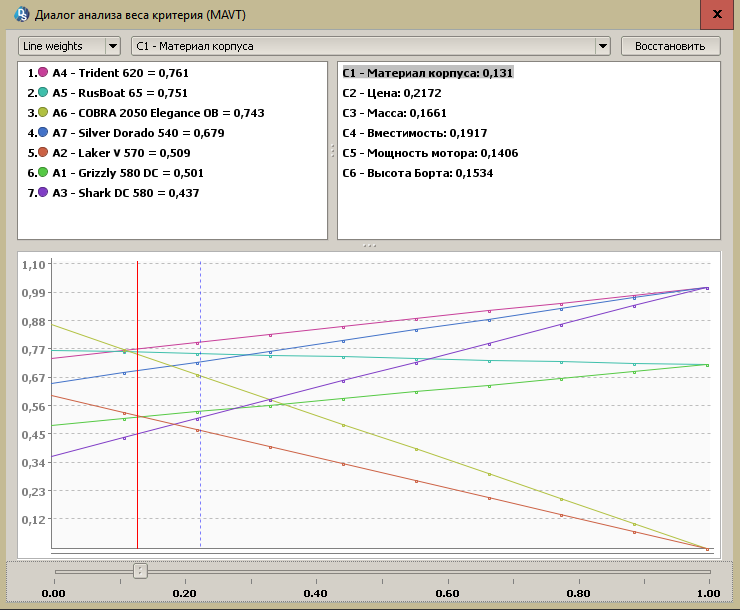 Диалог анализа веса критерия (MAVT)
Line weights
C1 - Материал корпуса
Восстановить
1. A4 - Trident 620 = 0,761
2. A5 - RusBoat 65 = 0,751
3. A6 - COBRA 2050 Elegance OB = 0,743
4. A7 - Silver Dorado 540 = 0,679
5. A2 - Laker V 570 = 0,509
6. A1 - Grizzly 580 DC = 0,501
7. A3 - Shark DC 580 = 0,437
C1 - Материал корпуса: 0,131
C2 - Цена: 0,2172
C3 - Масса: 0,1661
C4 - Вместимость: 0,1917
C5 - Мощность мотора: 0,1406
C6 - Высота Борта: 0,1534
1,10
0,99
0,88
0,77
0,67
0,56
0,45
0,34
0,23
0,12
0.00 0.20 0.40 0.60 0.80 1.00